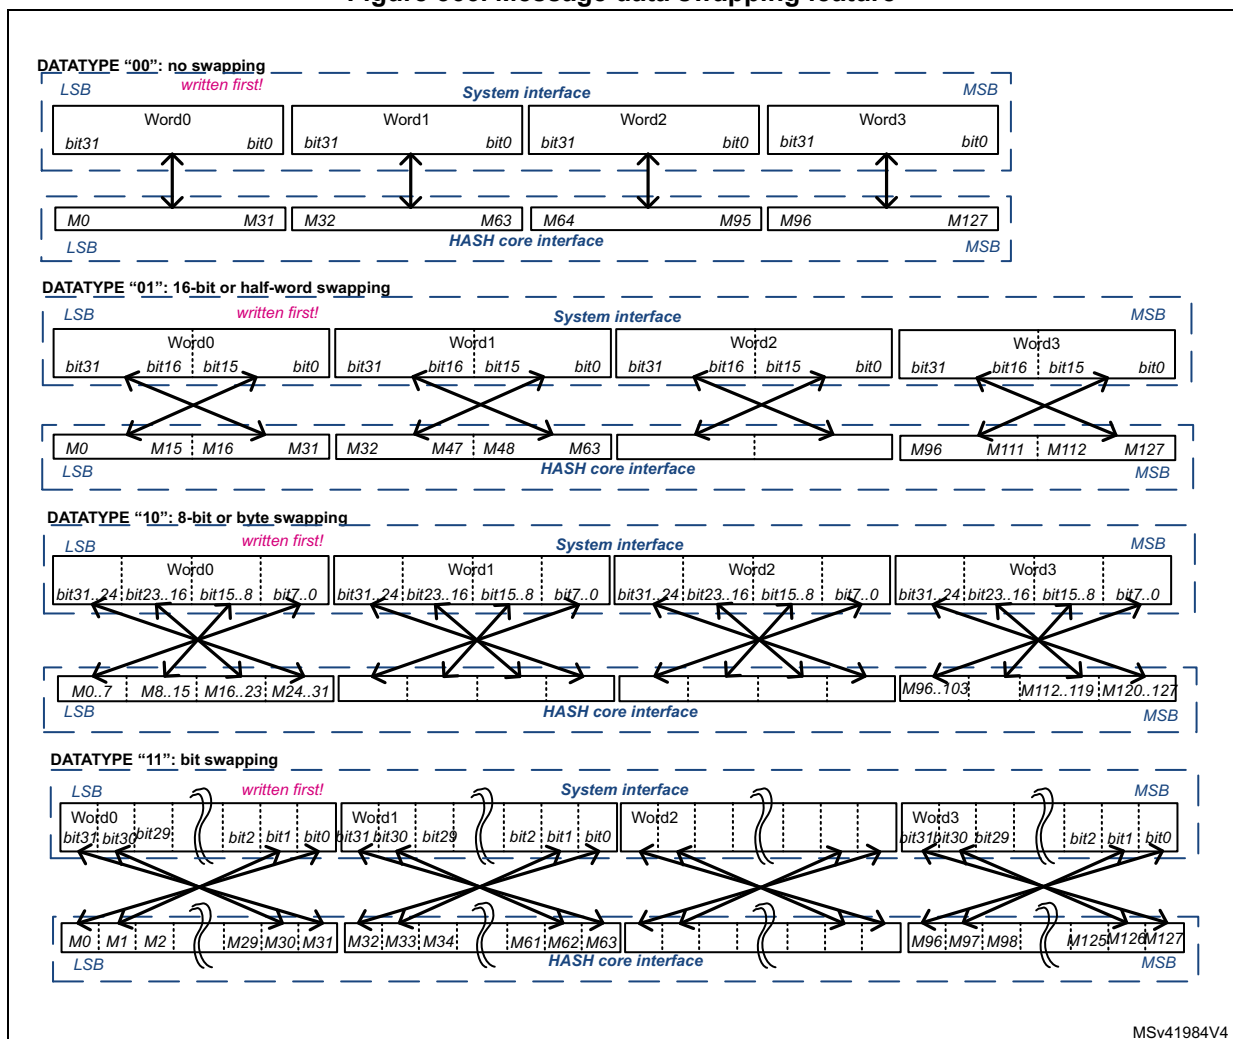 DATATYPE “00”: no swapping
LSB written first! System interface MSB
Word0 Word1 Word2 Word3
bit31 bit0 bit31 bit0 bit31 bit0 bit31 bit0
M0 M31 M32 M63 M64 M95 M96 M127
LSB HASH core interface MSB
DATATYPE “01”: 16-bit or half-word swapping
LSB written first! System interface MSB
Word0 Word1 Word2 Word3
bit31 bit16 bit15 bit0 bit31 bit16 bit15 bit0 bit31 bit16 bit15 bit0 bit31 bit16 bit15 bit0
M0 M15 M16 M31 M32 M47 M48 M63 M96 M111 M112 M127
LSB HASH core interface MSB
DATATYPE “10”: 8-bit or byte swapping
LSB written first! System interface MSB
Word0 Word1 Word2 Word3
bit31..24 bit23..16 bit15..8 bit7..0 bit31..24 bit23..16 bit15..8 bit7..0 bit31..24 bit23..16 bit15..8 bit7..0 bit31..24 bit23..16 bit15..8 bit7..0
M0..7 M8..15 M16..23 M24..31 M96..103 M112..119 M120..127
LSB HASH core interface MSB
DATATYPE “11”: bit swapping
LSB written first! System interface MSB
Word0 Word1 Word2 Word3
bit31 bit30 bit29 bit2 bit1 bit0 bit31 bit30 bit29 bit2 bit1 bit0 bit31 bit30 bit29 bit2 bit1 bit0
M0 M1 M2 M29 M30 M31 M32 M33 M34 M61 M62 M63 M96 M97 M98 M125 M126 M127
LSB HASH core interface MSB
MSv41984V4